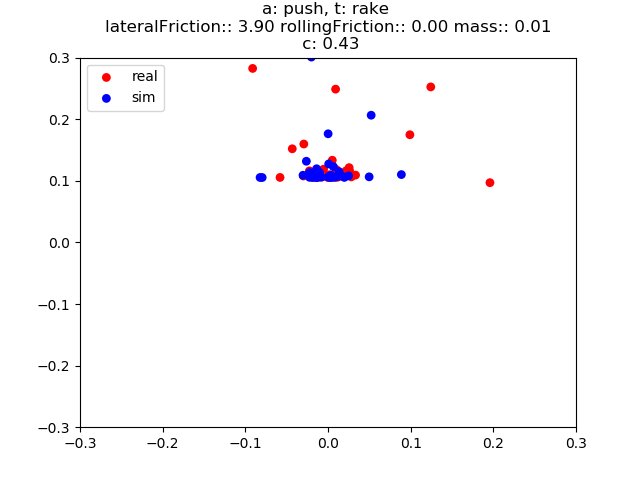 a: push, t: rake
lateralFriction:: 3.90 rollingFriction:: 0.00 mass:: 0.01
c: 0.43
real
sim
0.3
0.2
0.1
0.0
−0.1
−0.2
−0.3
−0.3
−0.2
−0.1
0.0
0.1
0.2
0.3